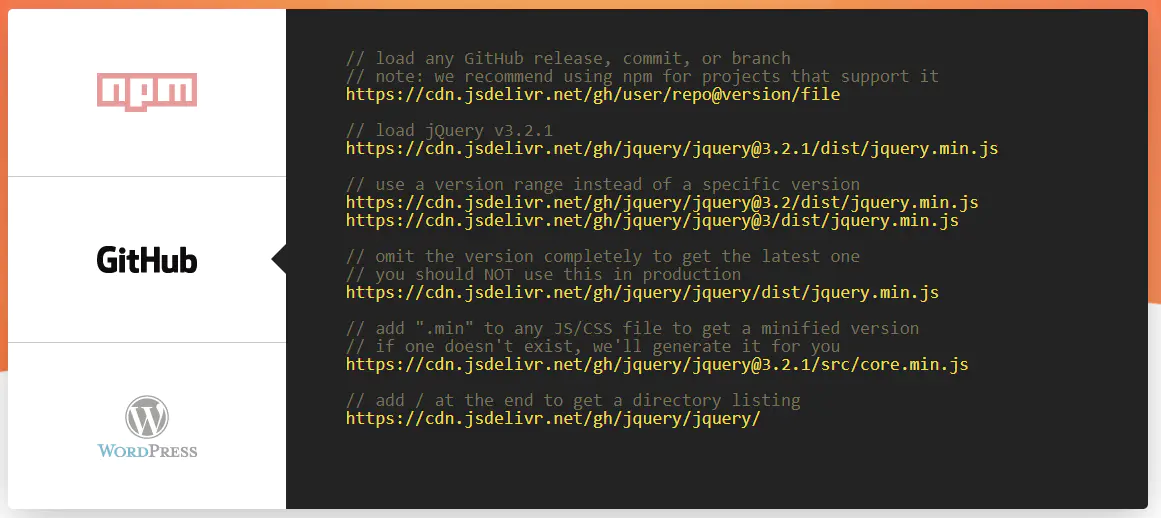 npm
GitHub
WORDPRESS
// load any GitHub release, commit, or branch
// note: we recommend using npm for projects that support it
https://cdn.jsdelivr.net/gh/user/repo@version/file
// load jQuery v3.2.1
https://cdn.jsdelivr.net/gh/jquery/jquery@3.2.1/dist/jquery.min.js
// use a version range instead of a specific version
https://cdn.jsdelivr.net/gh/jquery/jquery@3.2/dist/jquery.min.js
https://cdn.jsdelivr.net/gh/jquery/jquery@3/dist/jquery.min.js
// omit the version completely to get the latest one
// you should NOT use this in production
https://cdn.jsdelivr.net/gh/jquery/jquery/dist/jquery.min.js
// add ".min" to any JS/CSS file to get a minified version
// if one doesn't exist, we'll generate it for you
https://cdn.jsdelivr.net/gh/jquery/jquery@3.2.1/src/core.min.js
// add / at the end to get a directory listing
https://cdn.jsdelivr.net/gh/jquery/jquery/